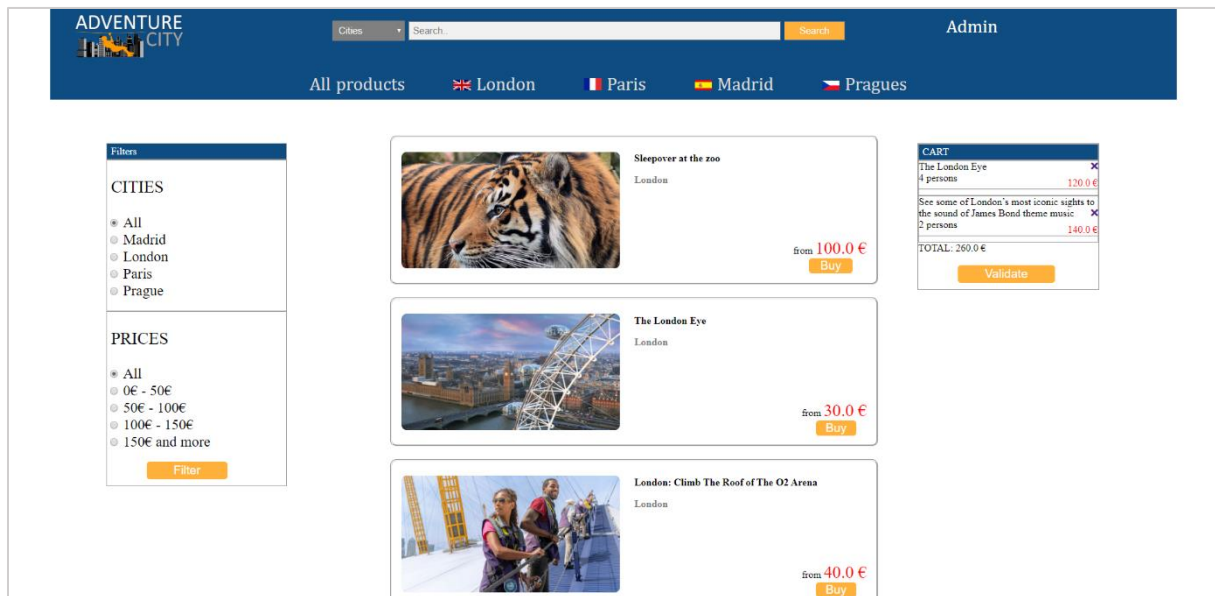 ADVENTURE
CITY
Cities
Search..
Search
Admin
All products
London
Paris
Madrid
Pragues
Filters
CITIES
All
Madrid
London
Paris
Prague
PRICES
All
0€ - 50€
50€ - 100€
100€ - 150€
150€ and more
Filter
Sleepover at the zoo
London
from 100.0 €
Buy
The London Eye
London
from 30.0 €
Buy
London: Climb The Roof of The O2 Arena
London
from 40.0 €
Buy
CART
The London Eye
4 persons
120.0 €
See some of London's most iconic sights to
the sound of James Bond theme music
2 persons
140.0 €
TOTAL: 260.0 €
Validate